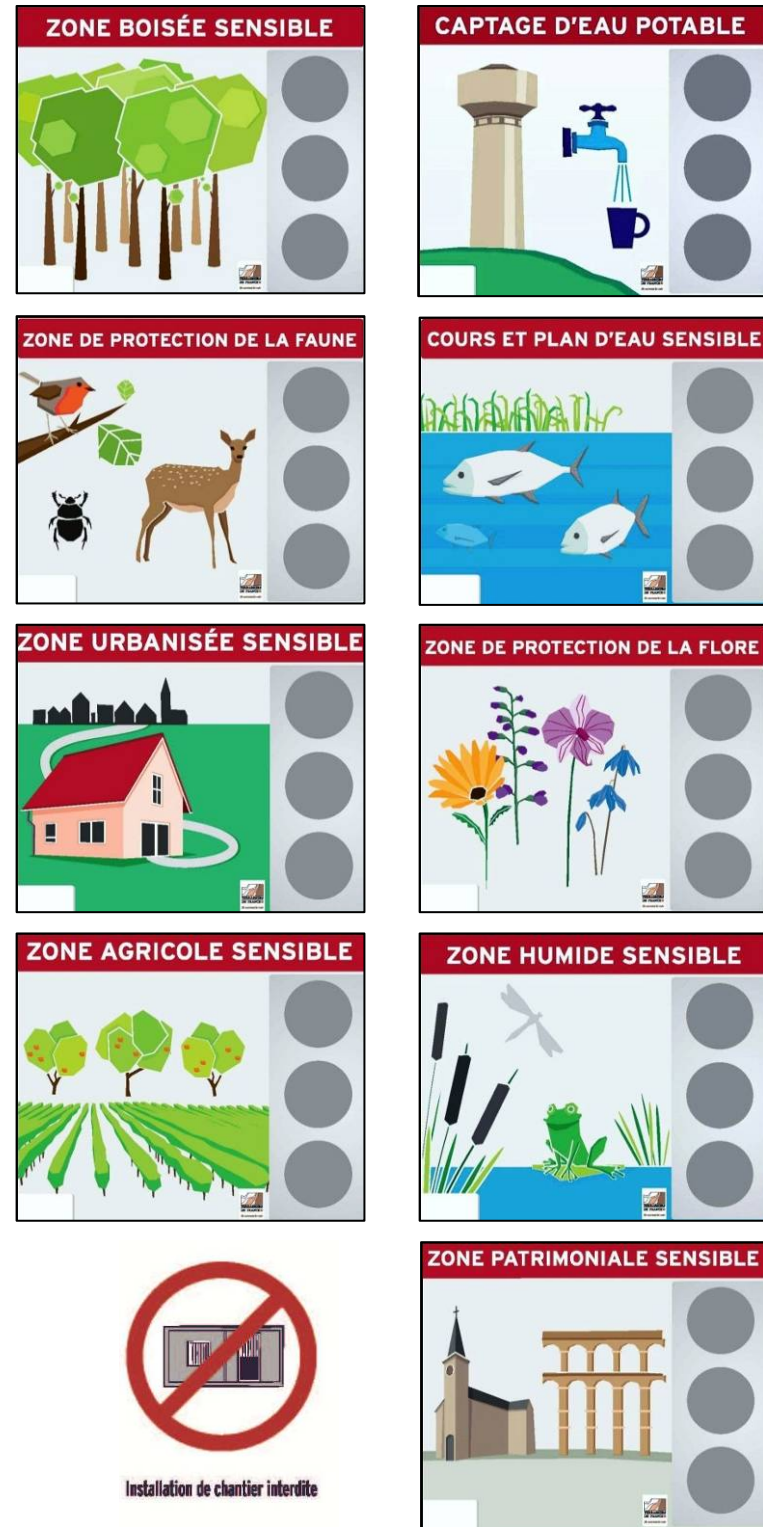 ZONE BOISÉE SENSIBLE
CAPTAGE D'EAU POTABLE
ZONE DE PROTECTION DE LA FAUNE
COURS ET PLAN D'EAU SENSIBLE
ZONE URBANISÉE SENSIBLE
ZONE DE PROTECTION DE LA FLORE
ZONE AGRICOLE SENSIBLE
ZONE HUMIDE SENSIBLE
Installation de chantier interdite
ZONE PATRIMONIALE SENSIBLE